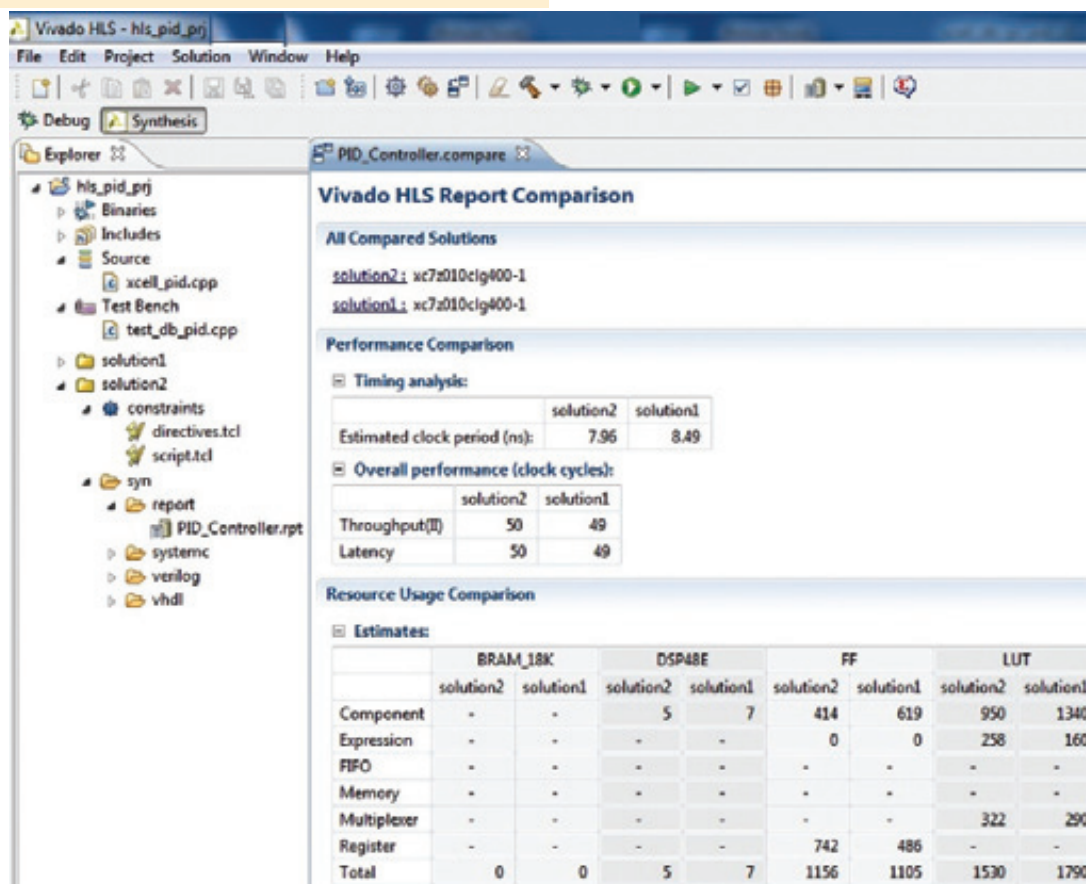 Vivado HLS - hls_pid_prj
File Edit Project Solution Window Help
Debug Synthesis
Explorer
hls_pid_prj
Binaries
Includes
Source
xcell_pid.cpp
Test Bench
test_db_pid.cpp
solution1
solution2
constraints
directives.tcl
script.tcl
syn
report
PID_Controller.rpt
systemc
verilog
vhdl
PID_Controller.compare
Vivado HLS Report Comparison
All Compared Solutions
solution2: xc7z010clg400-1
solution1: xc7z010clg400-1
Performance Comparison
Timing analysis:
solution2 solution1
Estimated clock period (ns): 7.96 8.49
Overall performance (clock cycles):
solution2 solution1
Throughput(II) 50 49
Latency 50 49
Resource Usage Comparison
Estimates:
BRAM_18K DSP48E FF LUT
solution2 solution1 solution2 solution1 solution2 solution1 solution2 solution1
Component - - 5 7 414 619 950 1340
Expression - - - - 0 0 258 160
FIFO - - - - - - - -
Memory - - - - - - - -
Multiplexer - - - - - - 322 290
Register - - - - 742 486 - -
Total 0 0 5 7 1156 1105 1530 1790